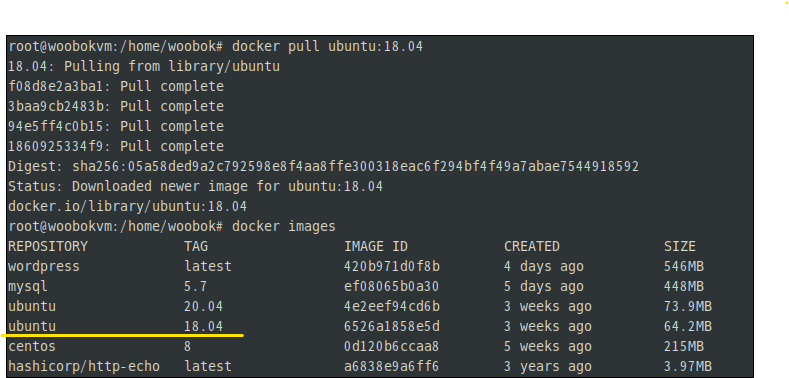 root@woobokvm:/home/woobok# docker pull ubuntu:18.04
18.04: Pulling from library/ubuntu
f08d8e2a3ba1: Pull complete
3baa9cb2483b: Pull complete
94e5ff4c0b15: Pull complete
1860925334f9: Pull complete
Digest: sha256:05a58ded9a2c792598e8f4aa8ffe300318eac6f294bf4f49a7abae7544918592
Status: Downloaded newer image for ubuntu:18.04
docker.io/library/ubuntu:18.04
root@woobokvm:/home/woobok# docker images
REPOSITORY TAG IMAGE ID CREATED SIZE
wordpress latest 420b971d0f8b 4 days ago 546MB
mysql 5.7 ef08065b0a30 5 days ago 448MB
ubuntu 20.04 4e2eef94cd6b 3 weeks ago 73.9MB
ubuntu 18.04 6526a1858e5d 3 weeks ago 64.2MB
centos 8 0d120b6ccaa8 5 weeks ago 215MB
hashicorp/http-echo latest a6838e9a6ff6 3 years ago 3.97MB